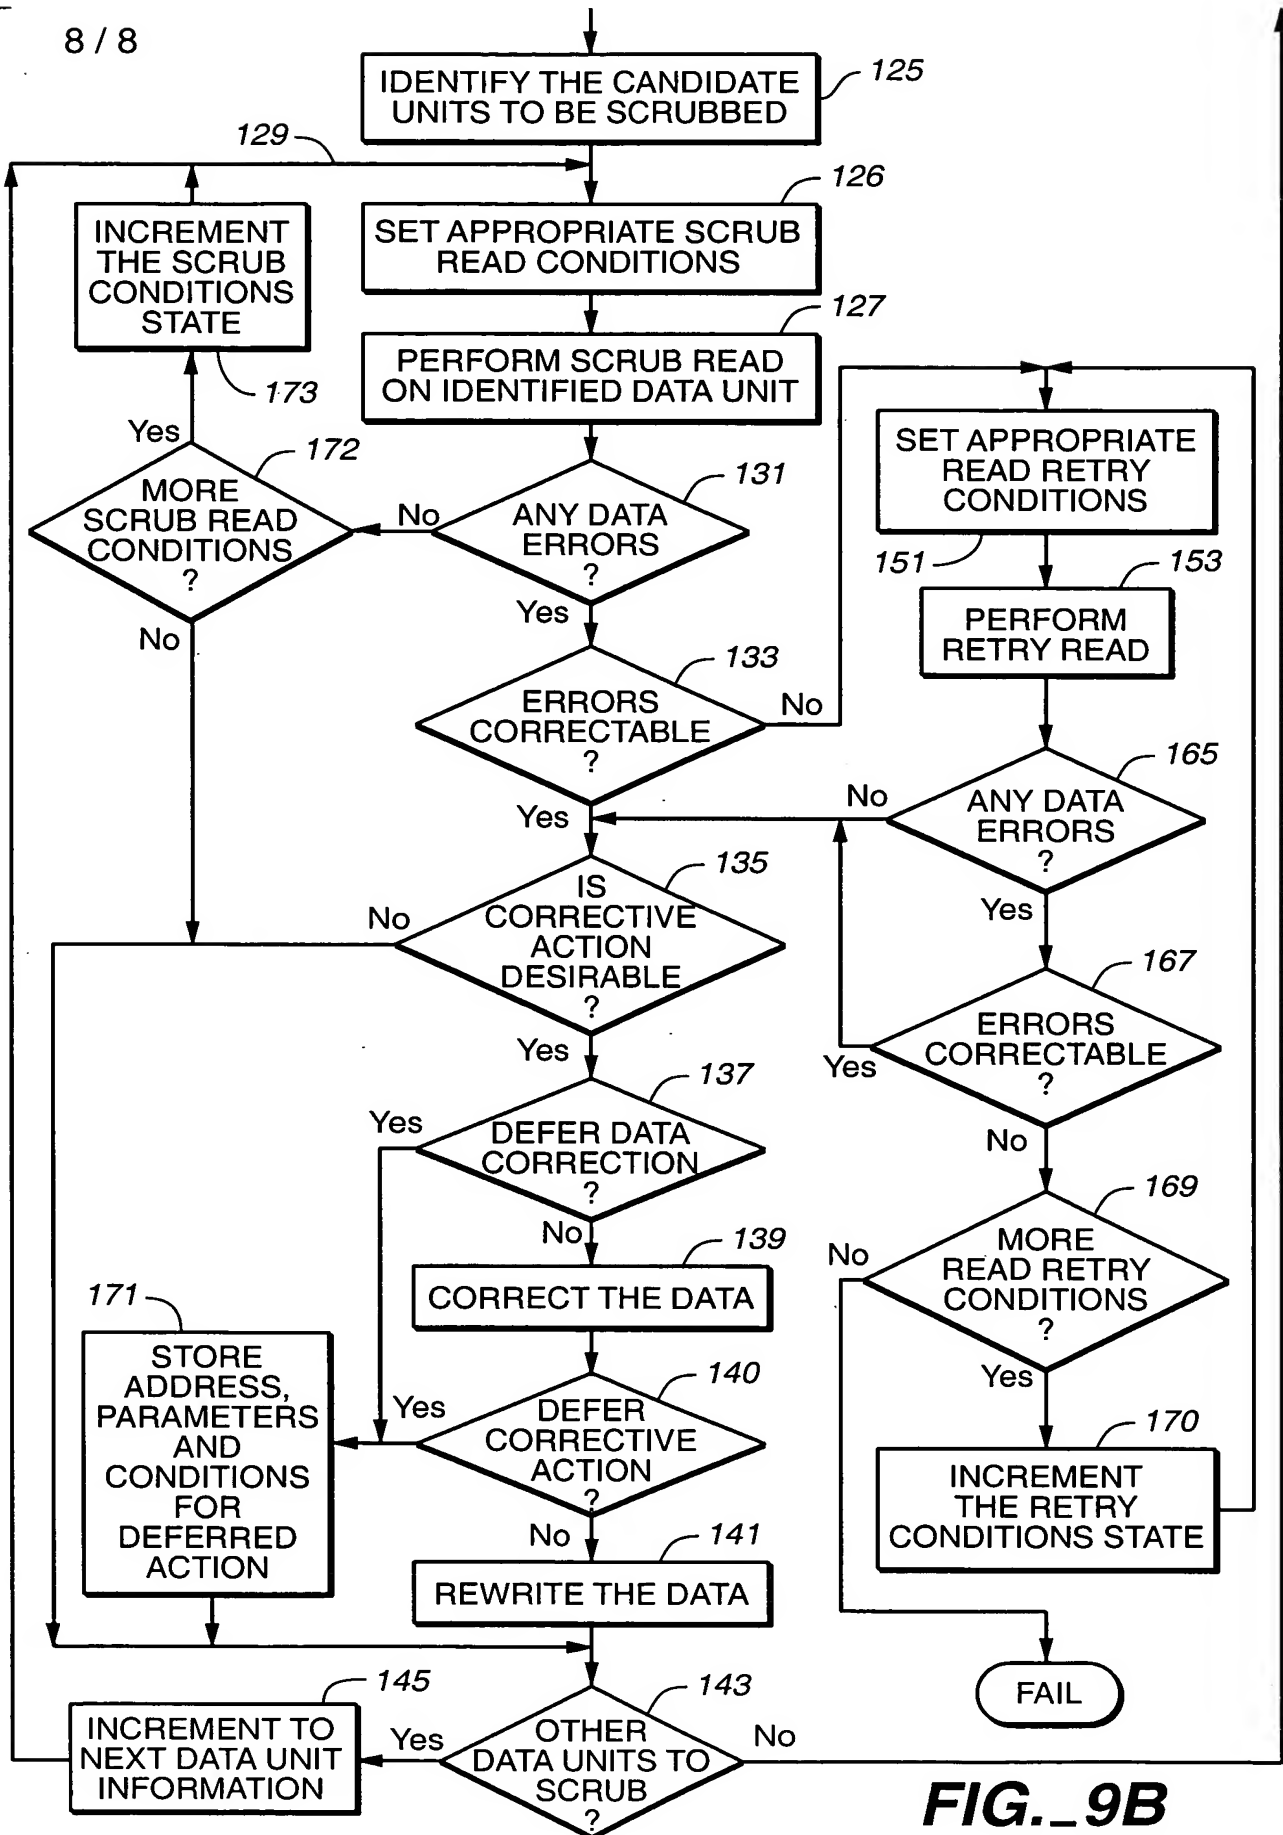 8 / 8
IDENTIFY THE CANDIDATE
UNITS TO BE SCRUBBED
125
129
126
INCREMENT
THE SCRUB
CONDITIONS
STATE
173
SET APPROPRIATE SCRUB
READ CONDITIONS
127
PERFORM SCRUB READ
ON IDENTIFIED DATA UNIT
Yes
172
MORE
SCRUB READ
CONDITIONS
?
No
No
131
ANY DATA
ERRORS
?
Yes
133
ERRORS
CORRECTABLE
?
No
Yes
SET APPROPRIATE
READ RETRY
CONDITIONS
151
153
PERFORM
RETRY READ
165
No
ANY DATA
ERRORS
?
Yes
135
IS
CORRECTIVE
ACTION
DESIRABLE
?
No
Yes
167
ERRORS
CORRECTABLE
?
Yes
No
137
Yes
DEFER DATA
CORRECTION
?
No
139
CORRECT THE DATA
169
No
MORE
READ RETRY
CONDITIONS
?
Yes
171
STORE
ADDRESS,
PARAMETERS
AND
CONDITIONS
FOR
DEFERRED
ACTION
140
Yes
DEFER
CORRECTIVE
ACTION
?
No
170
INCREMENT
THE RETRY
CONDITIONS STATE
141
REWRITE THE DATA
FAIL
145
INCREMENT TO
NEXT DATA UNIT
INFORMATION
Yes
143
OTHER
DATA UNITS TO
SCRUB
?
No
FIG._9B